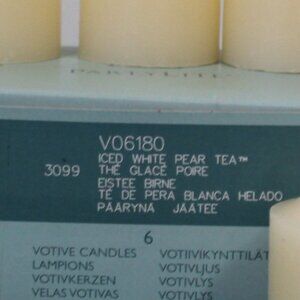 PARTYLITE
V06180
3099
ICED WHITE PEAR TEA™
THÉ GLACÉ POIRE
EISTEE BIRNE
TÉ DE PERA BLANCA HELADO
PÄÄRYNÄ JÄÄTEE
6
VOTIVE CANDLES
LAMPIONS
VOTIVKERZEN
VELAS VOTIVAS
VOTIIVIKYNTTILÄT
VOTIVLJUS
VOTIVLYS
VOTIVLYS